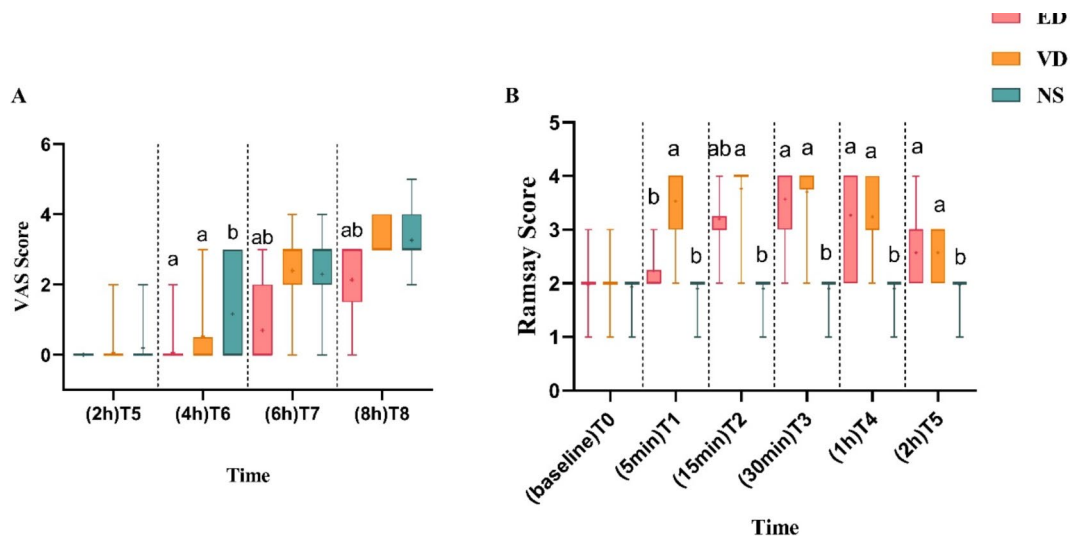 ED
VD
NS
A
B
VAS Score
6
4
2
0
a
a
b
ab
ab
(2h)T5
(4h)T6
(6h)T7
(8h)T8
Time
Ramsay Score
5
4
3
2
1
0
b
a
ab
a
b
a
a
b
a
a
b
a
a
b
b
(baseline)T0
(5min)T1
(15min)T2
(30min)T3
(1h)T4
(2h)T5
Time